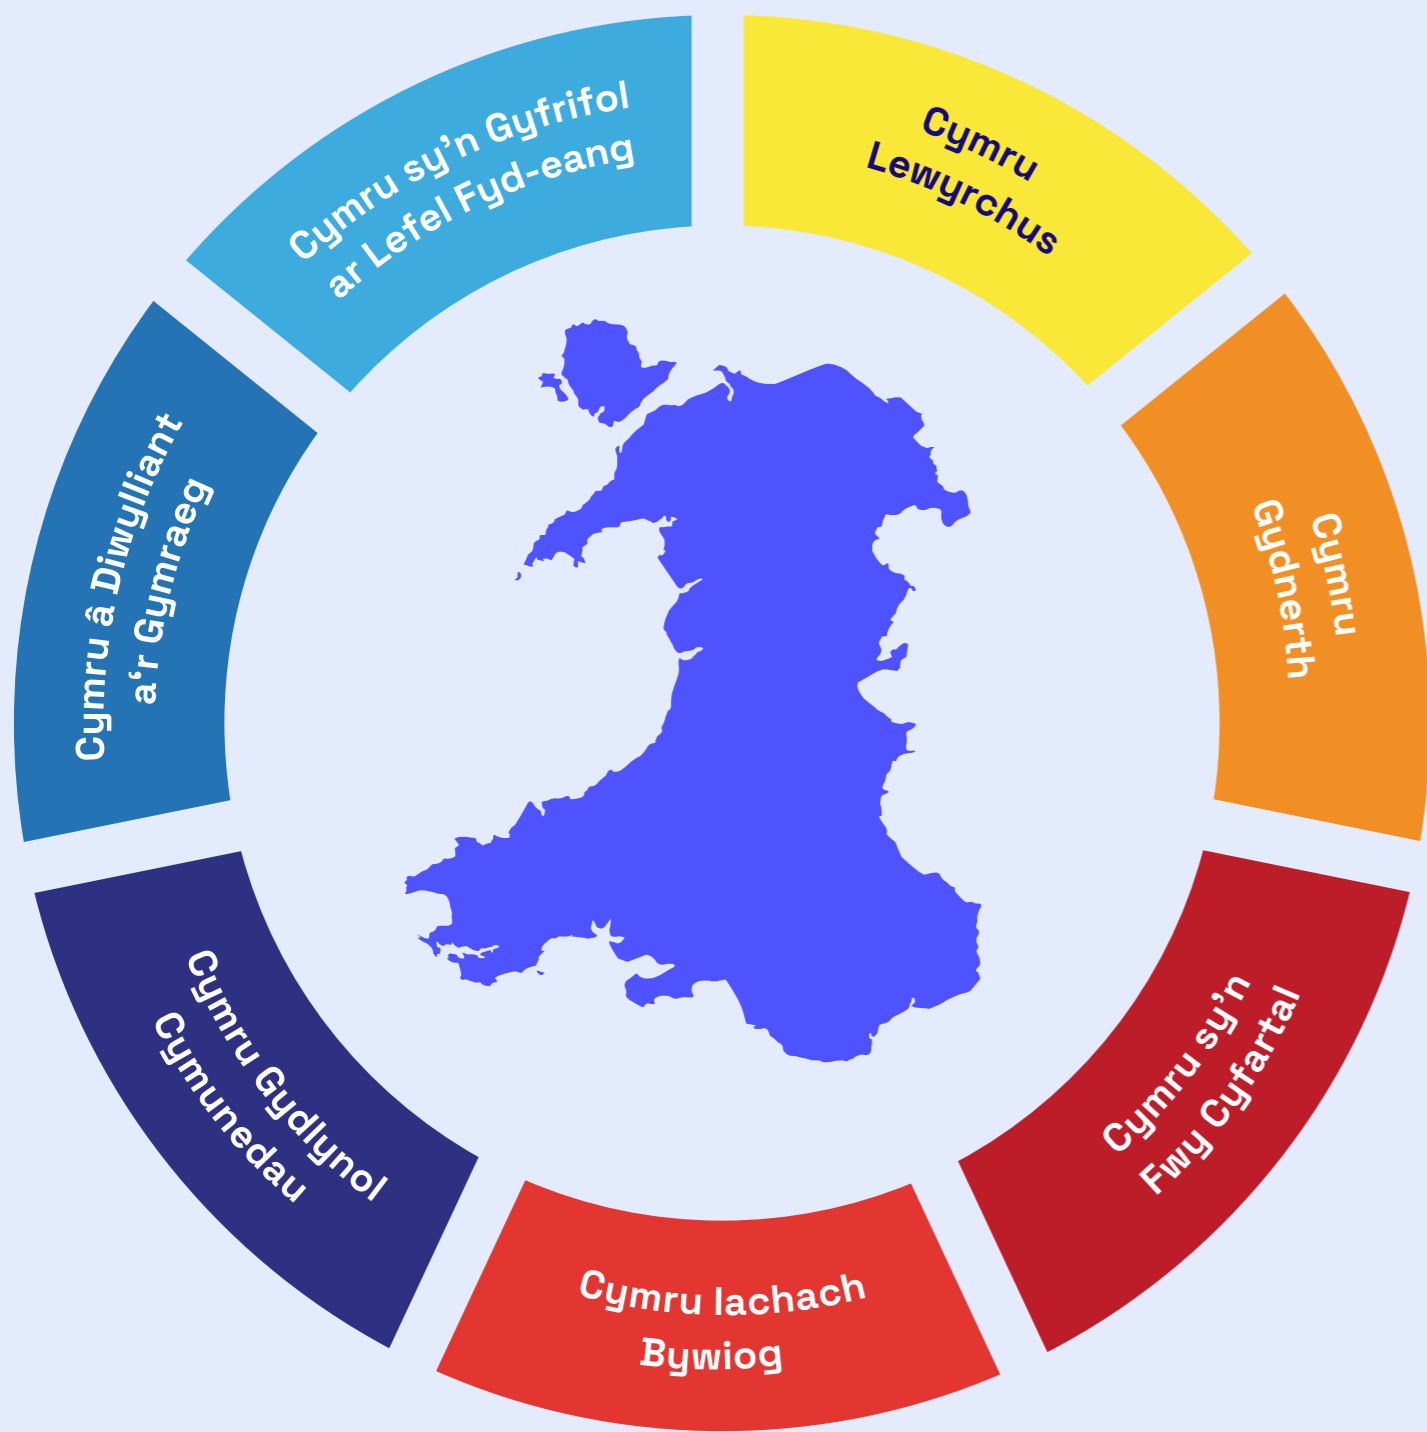 Cymru
Lewyrchus
Cymru
Gydnerth
Cymru sy’n
Fwy Cyfartal
Cymru Iachach
Bywiog
Cymru Gydlynol
Cymunedau
Cymru â Diwylliant
a‘r Gymraeg
Cymru sy’n Gyfrifol
ar Lefel Fyd-eang